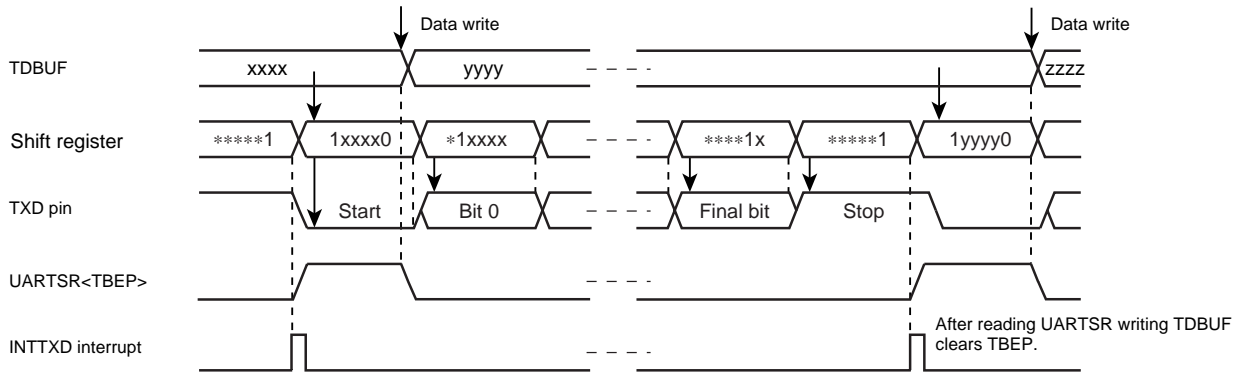 Data write
Data write
TDBUF
xxxx
yyyy
zzzz
Shift register
*****1
1xxxx0
*1xxxx
****1x
*****1
1yyyy0
TXD pin
Start
Bit 0
Final bit
Stop
UARTSR<TBEP>
After reading UARTSR writing TDBUF
clears TBEP.
INTTXD interrupt